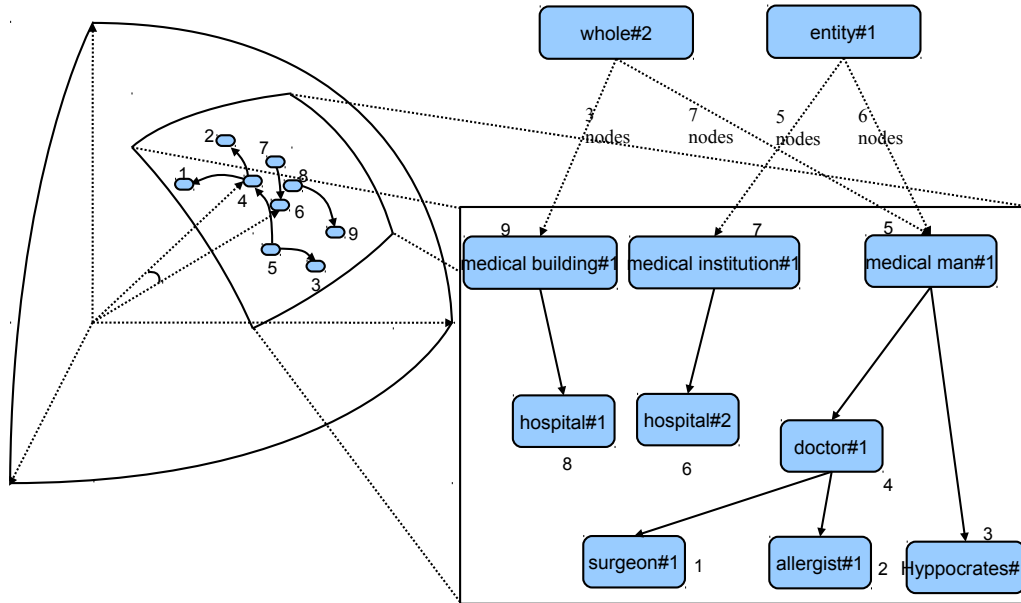 whole#2
entity#1
3
nodes
7
nodes
5
nodes
6
nodes
2
7
1
8
4
6
9
5
3
9
7
5
medical building#1
medical institution#1
medical man#1
hospital#1
hospital#2
8
6
doctor#1
4
surgeon#1
1
allergist#1
2
3
Hyppocrates#